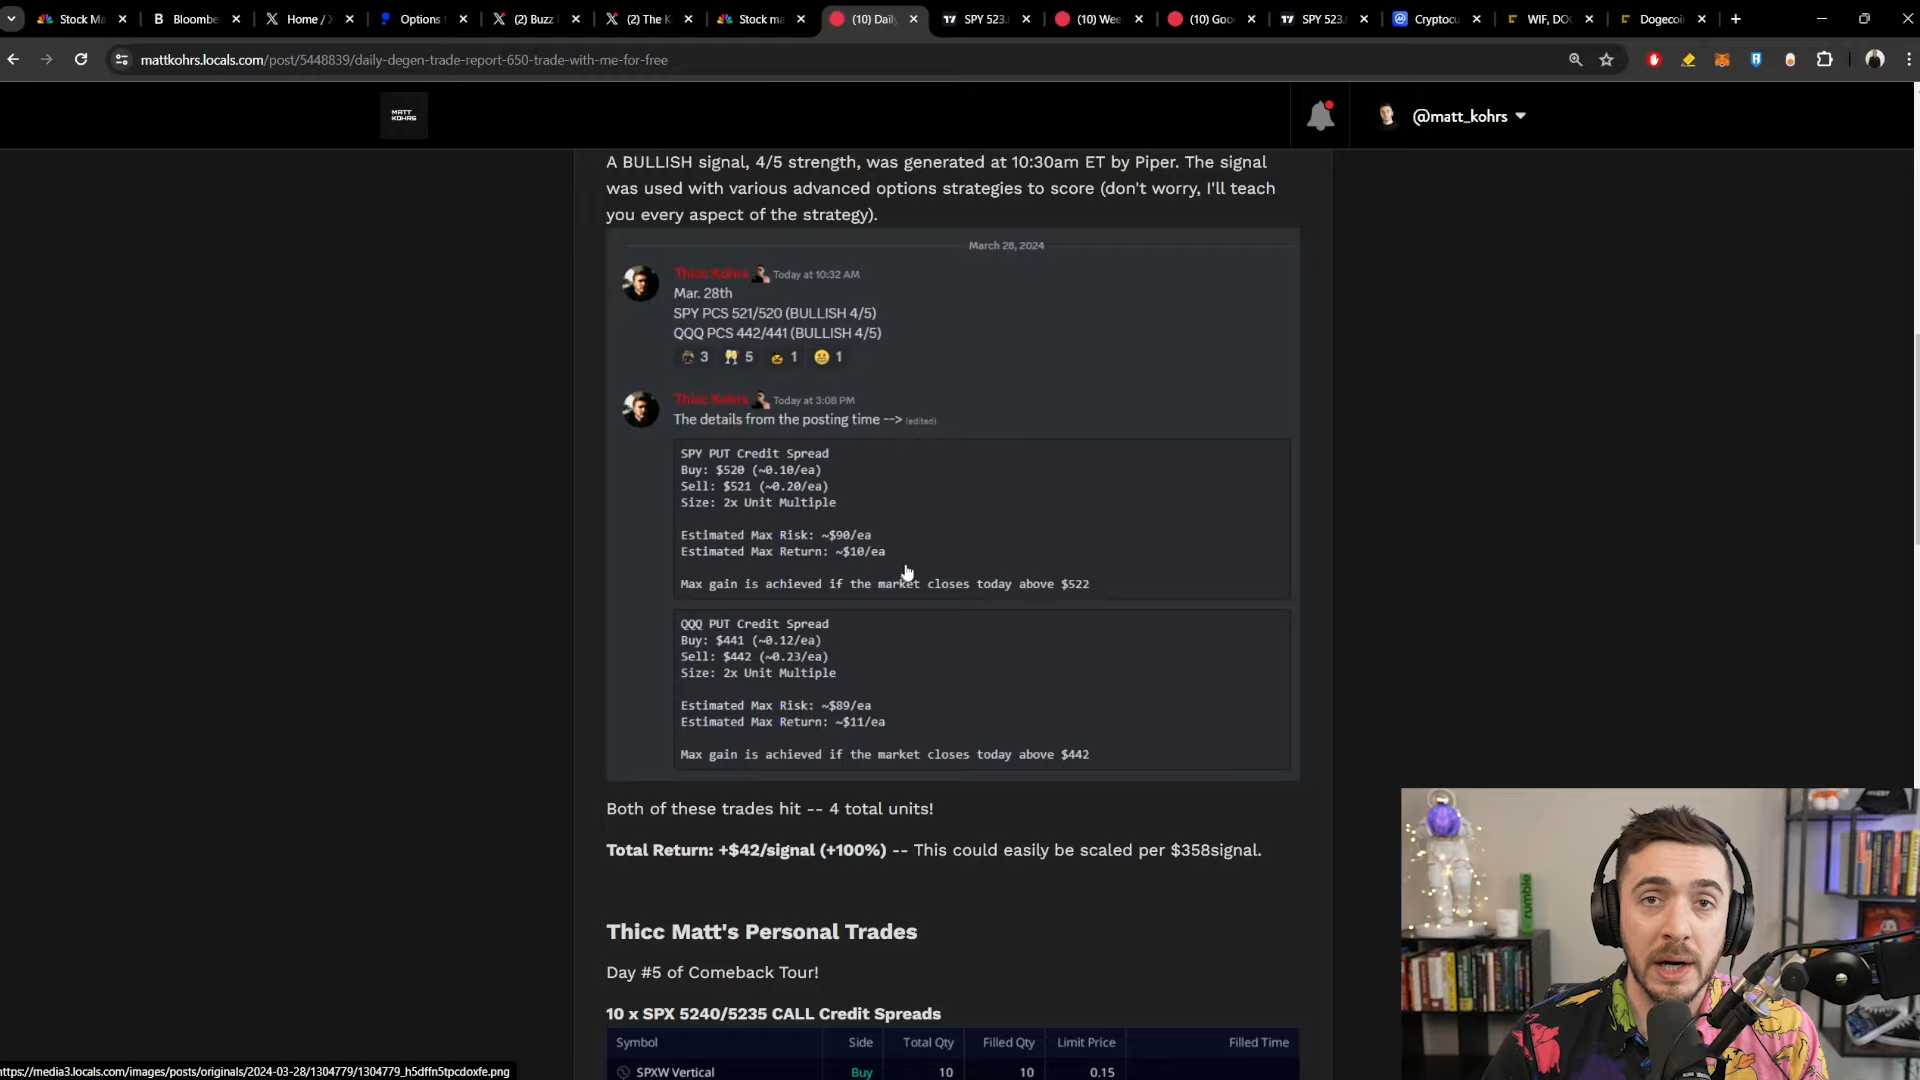 Stock Ma
Bloombe
Home / X
Options t
(2) Buzz
(2) The K
Stock ma
(10) Daily
SPY 523.
(10) Wee
(10) Goo
SPY 523.
Cryptocu
WIF, DO
Dogecoin
mattkohrs.locals.com/post/5448839/daily-degen-trade-report-650-trade-with-me-for-free
MATT
KOHRS
@matt_kohrs
A BULLISH signal, 4/5 strength, was generated at 10:30am ET by Piper. The signal
was used with various advanced options strategies to score (don't worry, I'll teach
you every aspect of the strategy).
March 28, 2024
Thicc Kohrs Today at 10:32 AM
Mar. 28th
SPY PCS 521/520 (BULLISH 4/5)
QQQ PCS 442/441 (BULLISH 4/5)
3 5 1 1
Thicc Kohrs Today at 3:08 PM
The details from the posting time --> (edited)
SPY PUT Credit Spread
Buy: $520 (~0.10/ea)
Sell: $521 (~0.20/ea)
Size: 2x Unit Multiple
Estimated Max Risk: ~$90/ea
Estimated Max Return: ~$10/ea
Max gain is achieved if the market closes today above $522
QQQ PUT Credit Spread
Buy: $441 (~0.12/ea)
Sell: $442 (~0.23/ea)
Size: 2x Unit Multiple
Estimated Max Risk: ~$89/ea
Estimated Max Return: ~$11/ea
Max gain is achieved if the market closes today above $442
Both of these trades hit -- 4 total units!
Total Return: +$42/signal (+100%) -- This could easily be scaled per $358signal.
Thicc Matt's Personal Trades
Day #5 of Comeback Tour!
10 x SPX 5240/5235 CALL Credit Spreads
Symbol Side Total Qty Filled Qty Limit Price Filled Time
SPXW Vertical Buy 10 10 0.15
https://media3.locals.com/images/posts/originals/2024-03-28/1304779/1304779_h5dffn5tpcdoxfe.png
rumble